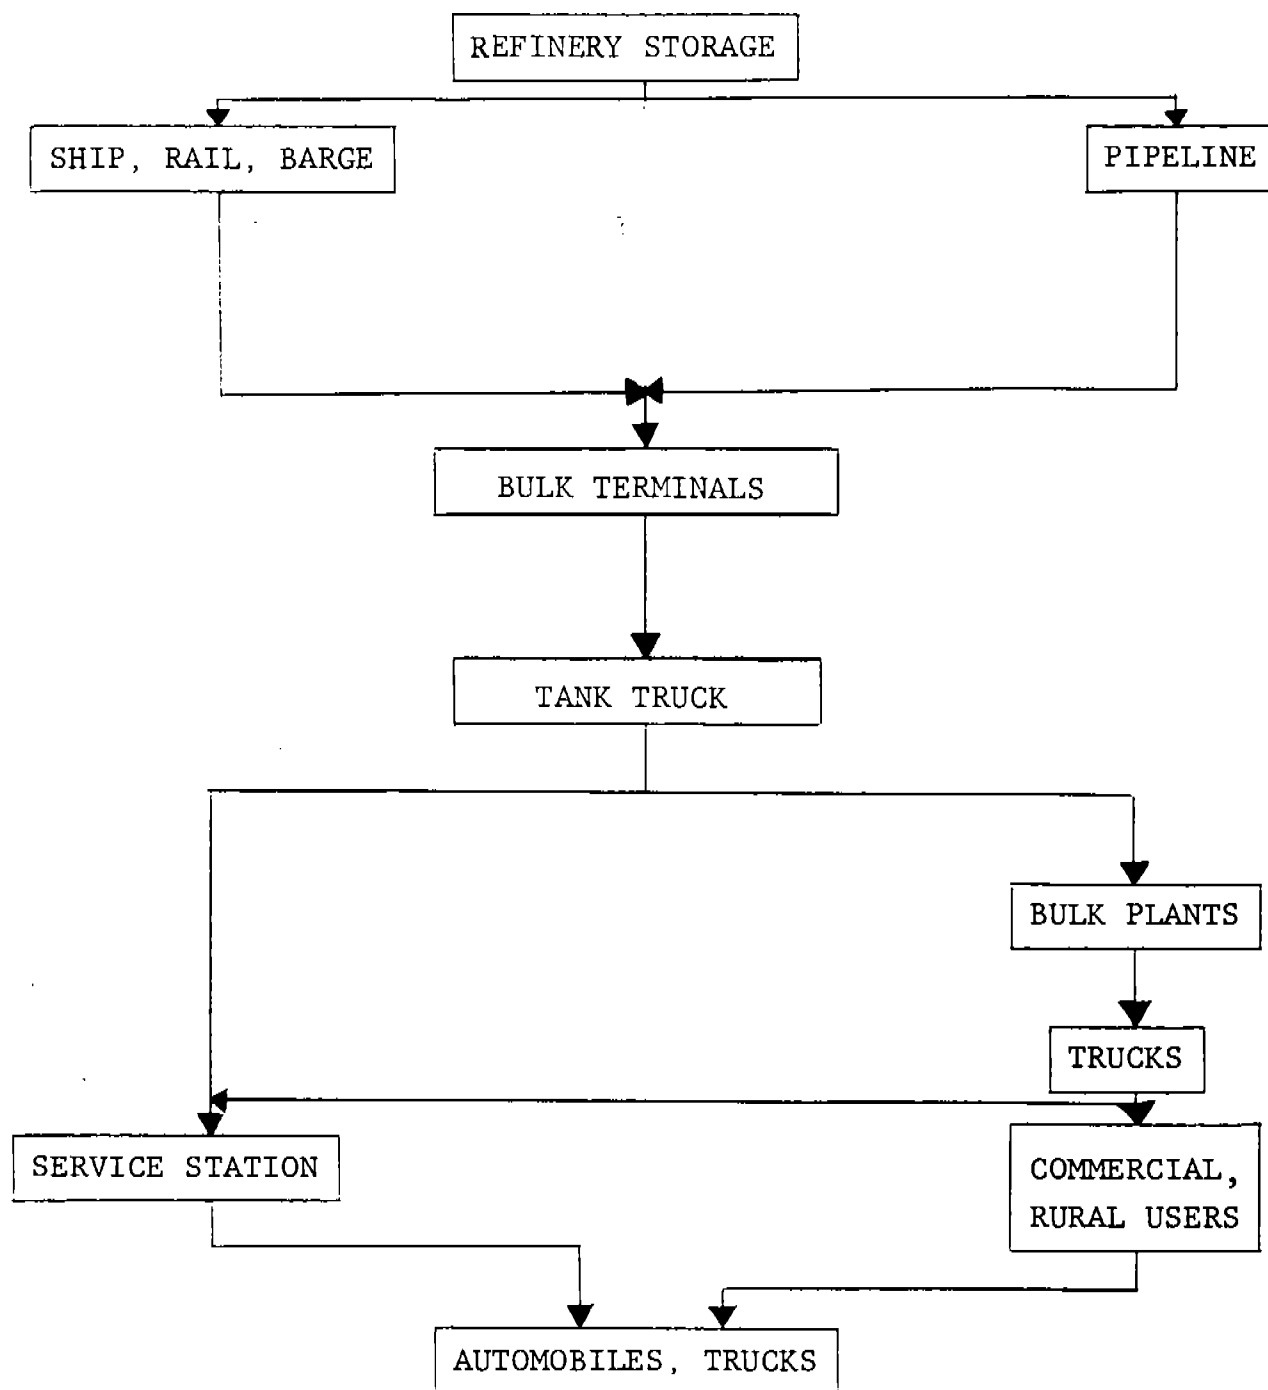 REFINERY STORAGE
SHIP, RAIL, BARGE
PIPELINE
BULK TERMINALS
TANK TRUCK
BULK PLANTS
TRUCKS
SERVICE STATION
COMMERCIAL,
RURAL USERS
AUTOMOBILES, TRUCKS